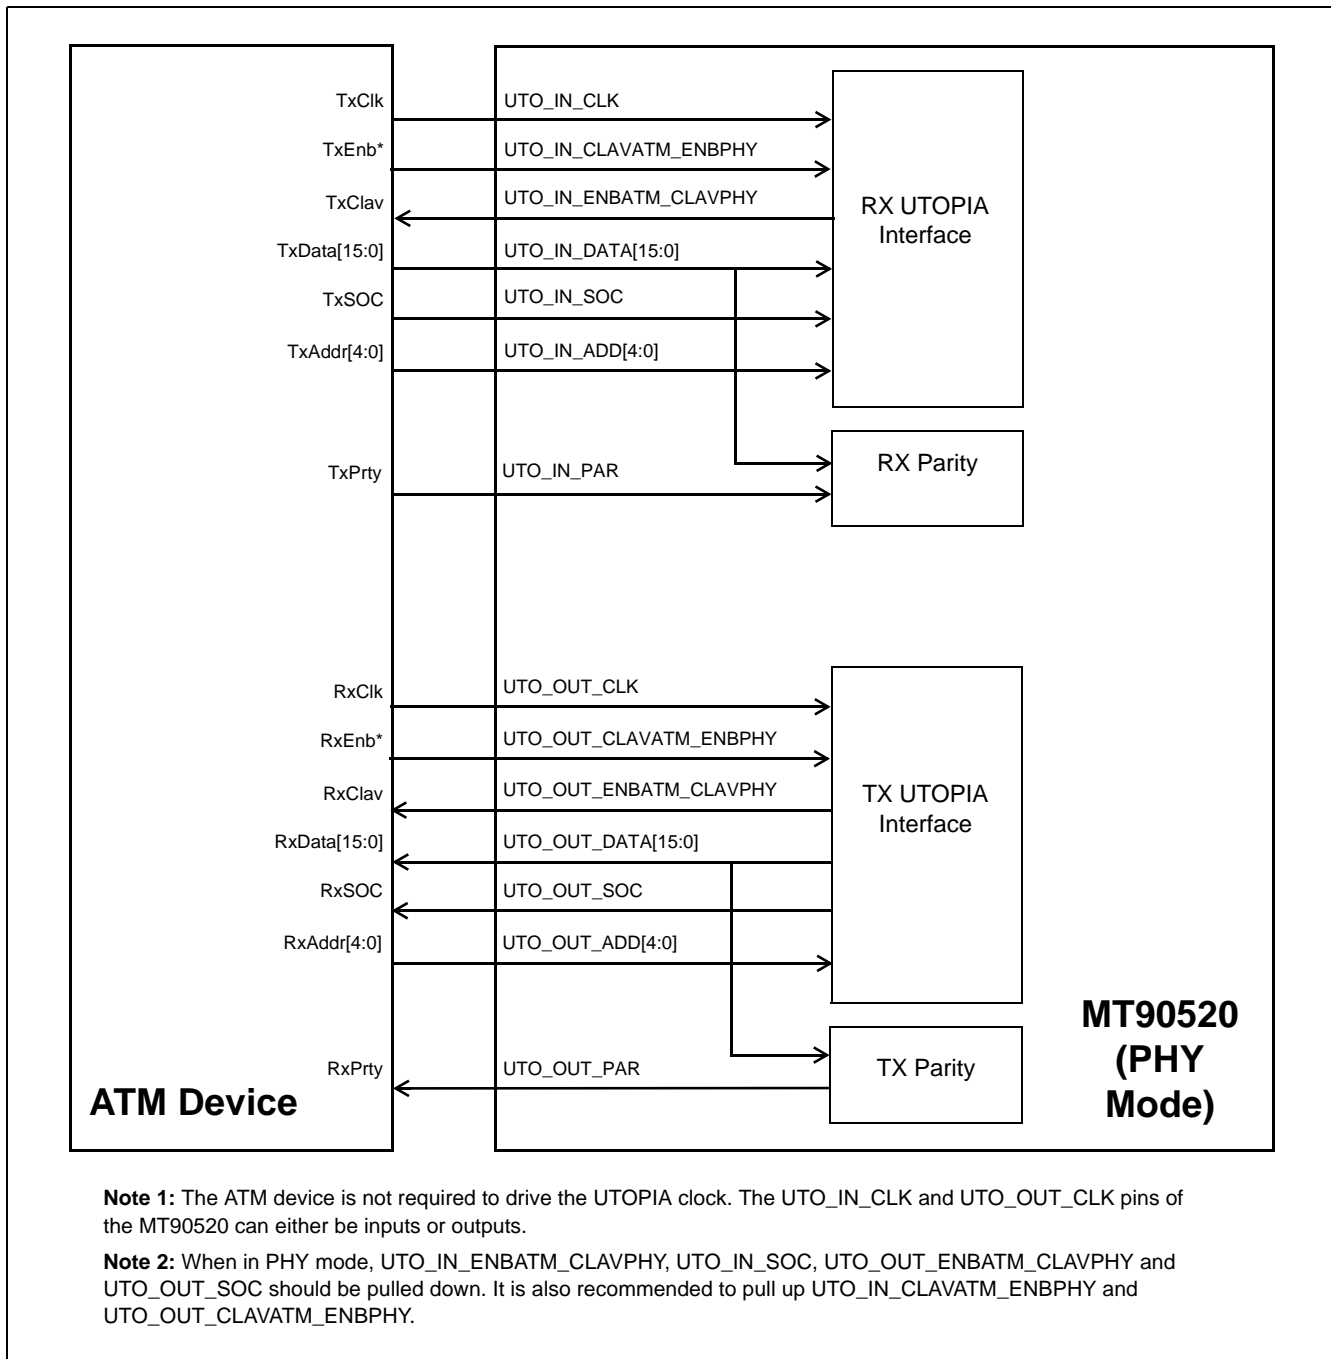 TxClk UTO_IN_CLK
TxEnb* UTO_IN_CLAVATM_ENBPHY
TxClav UTO_IN_ENBATM_CLAVPHY
RX UTOPIA
Interface
TxData[15:0] UTO_IN_DATA[15:0]
TxSOC UTO_IN_SOC
TxAddr[4:0] UTO_IN_ADD[4:0]
TxPrty UTO_IN_PAR
RX Parity
RxClk UTO_OUT_CLK
RxEnb* UTO_OUT_CLAVATM_ENBPHY
RxClav UTO_OUT_ENBATM_CLAVPHY
TX UTOPIA
Interface
RxData[15:0] UTO_OUT_DATA[15:0]
RxSOC UTO_OUT_SOC
RxAddr[4:0] UTO_OUT_ADD[4:0]
RxPrty UTO_OUT_PAR
TX Parity
ATM Device
MT90520
(PHY
Mode)
Note 1: The ATM device is not required to drive the UTOPIA clock. The UTO_IN_CLK and UTO_OUT_CLK pins of
the MT90520 can either be inputs or outputs.
Note 2: When in PHY mode, UTO_IN_ENBATM_CLAVPHY, UTO_IN_SOC, UTO_OUT_ENBATM_CLAVPHY and
UTO_OUT_SOC should be pulled down. It is also recommended to pull up UTO_IN_CLAVATM_ENBPHY and
UTO_OUT_CLAVATM_ENBPHY.